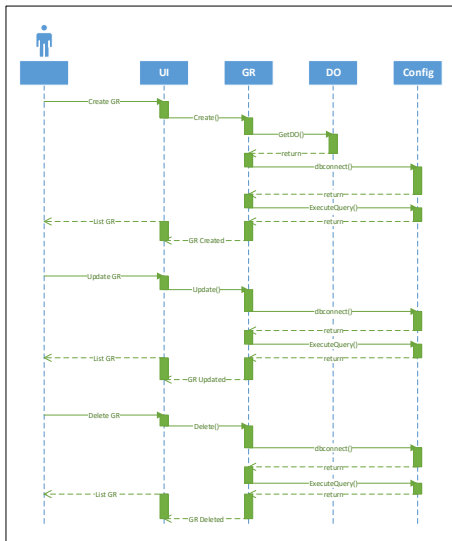 UI
GR
DO
Config
Create GR
Create()
GetDO()
return
dbconnect()
return
ExecuteQuery()
return
List GR
GR Created
Update GR
Update()
dbconnect()
return
ExecuteQuery()
return
List GR
GR Updated
Delete GR
Delete()
dbconnect()
return
ExecuteQuery()
return
List GR
GR Deleted